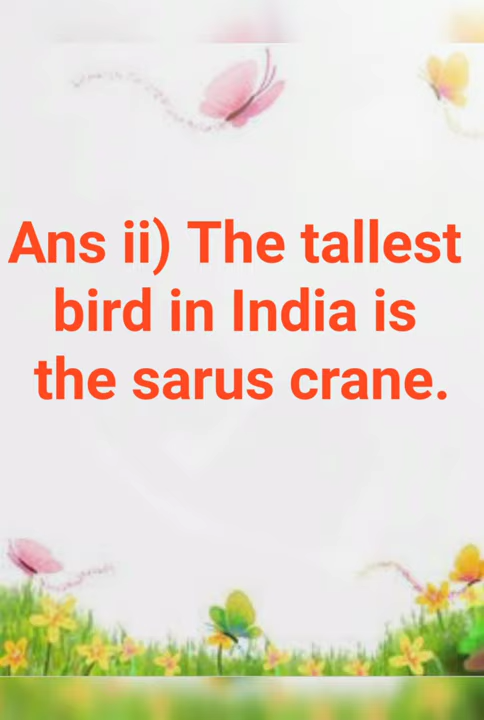 Ans ii) The tallest
bird in India is
the sarus crane.